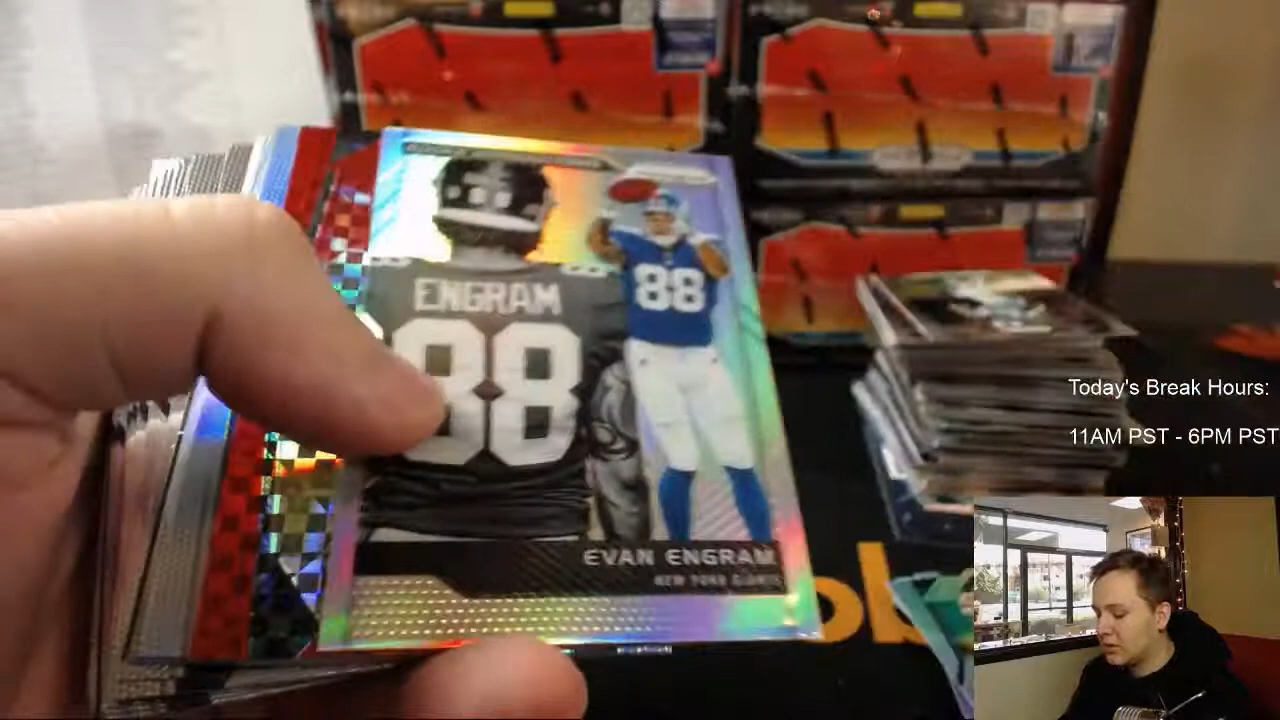 ENGRAM
88
88
EVAN ENGRAM
NEW YORK GIANTS
Today's Break Hours:
11AM PST - 6PM PST